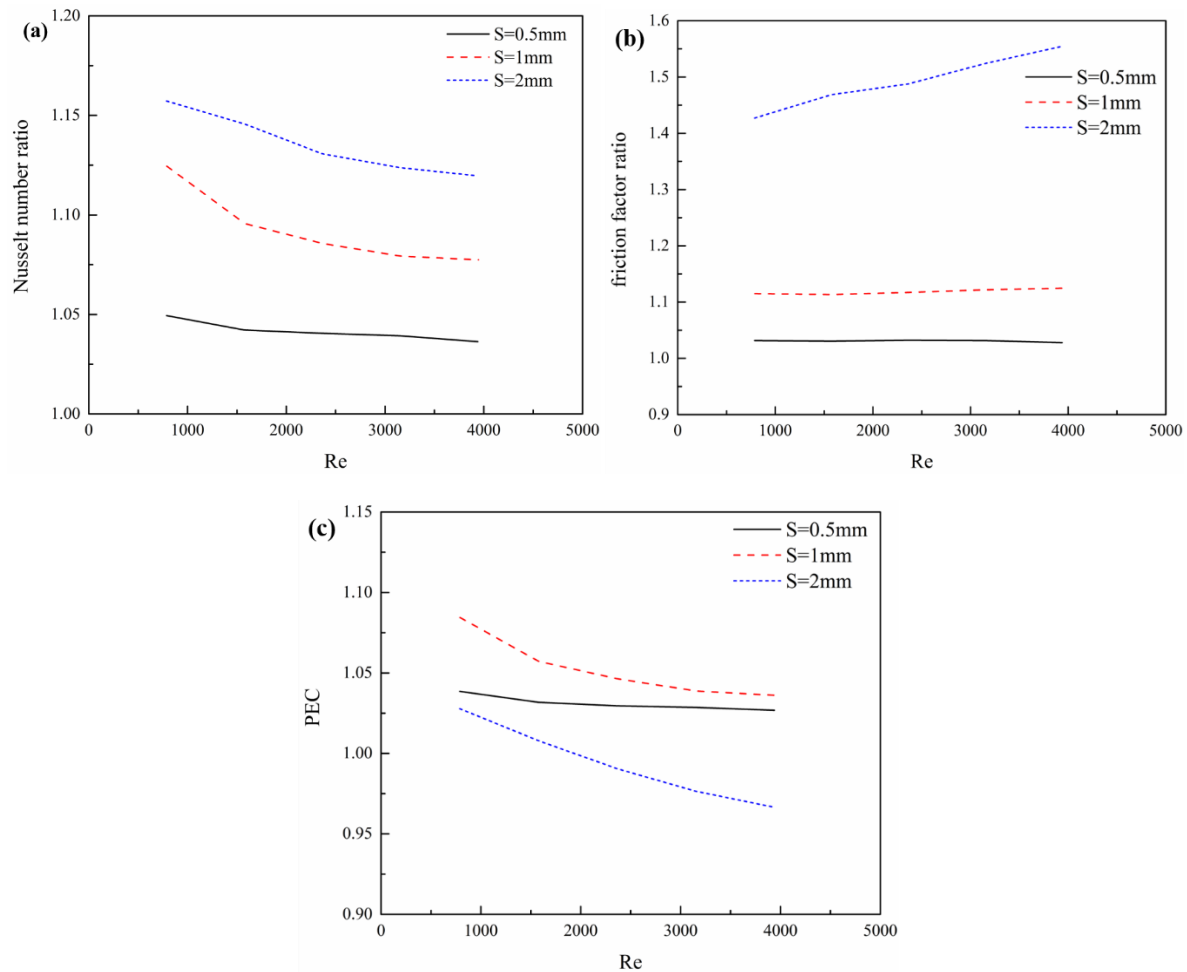 (a)
1.20
1.15
1.10
1.05
1.00
Nusselt number ratio
S=0.5mm
S=1mm
S=2mm
0 1000 2000 3000 4000 5000
Re
(b)
1.6
1.5
1.4
1.3
1.2
1.1
1.0
0.9
friction factor ratio
S=0.5mm
S=1mm
S=2mm
0 1000 2000 3000 4000 5000
Re
(c)
1.15
1.10
1.05
1.00
0.95
0.90
PEC
S=0.5mm
S=1mm
S=2mm
0 1000 2000 3000 4000 5000
Re